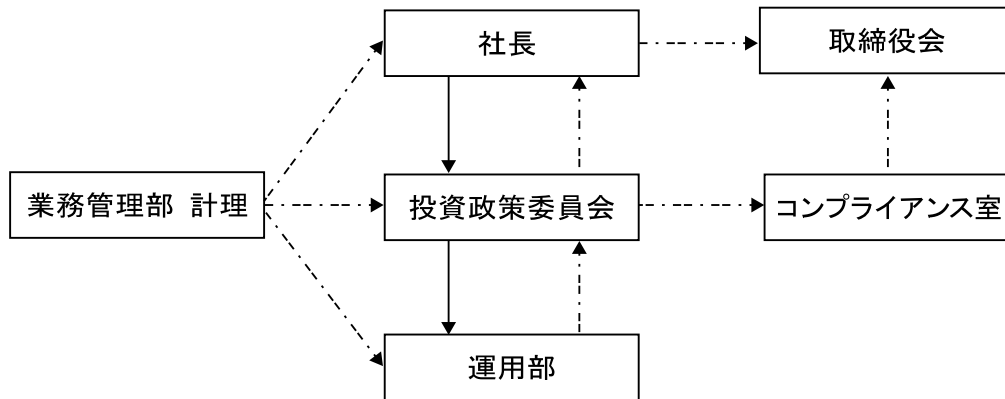 社長
取締役会
業務管理部 計理
投資政策委員会
コンプライアンス室
運用部